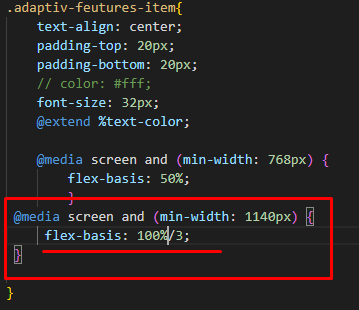 .adaptiv-feutures-item{
text-align: center;
padding-top: 20px;
padding-bottom: 20px;
// color: #fff;
font-size: 32px;
@extend %text-color;
@media screen and (min-width: 768px) {
flex-basis: 50%;
}
@media screen and (min-width: 1140px) {
flex-basis: 100%/3;
}
}